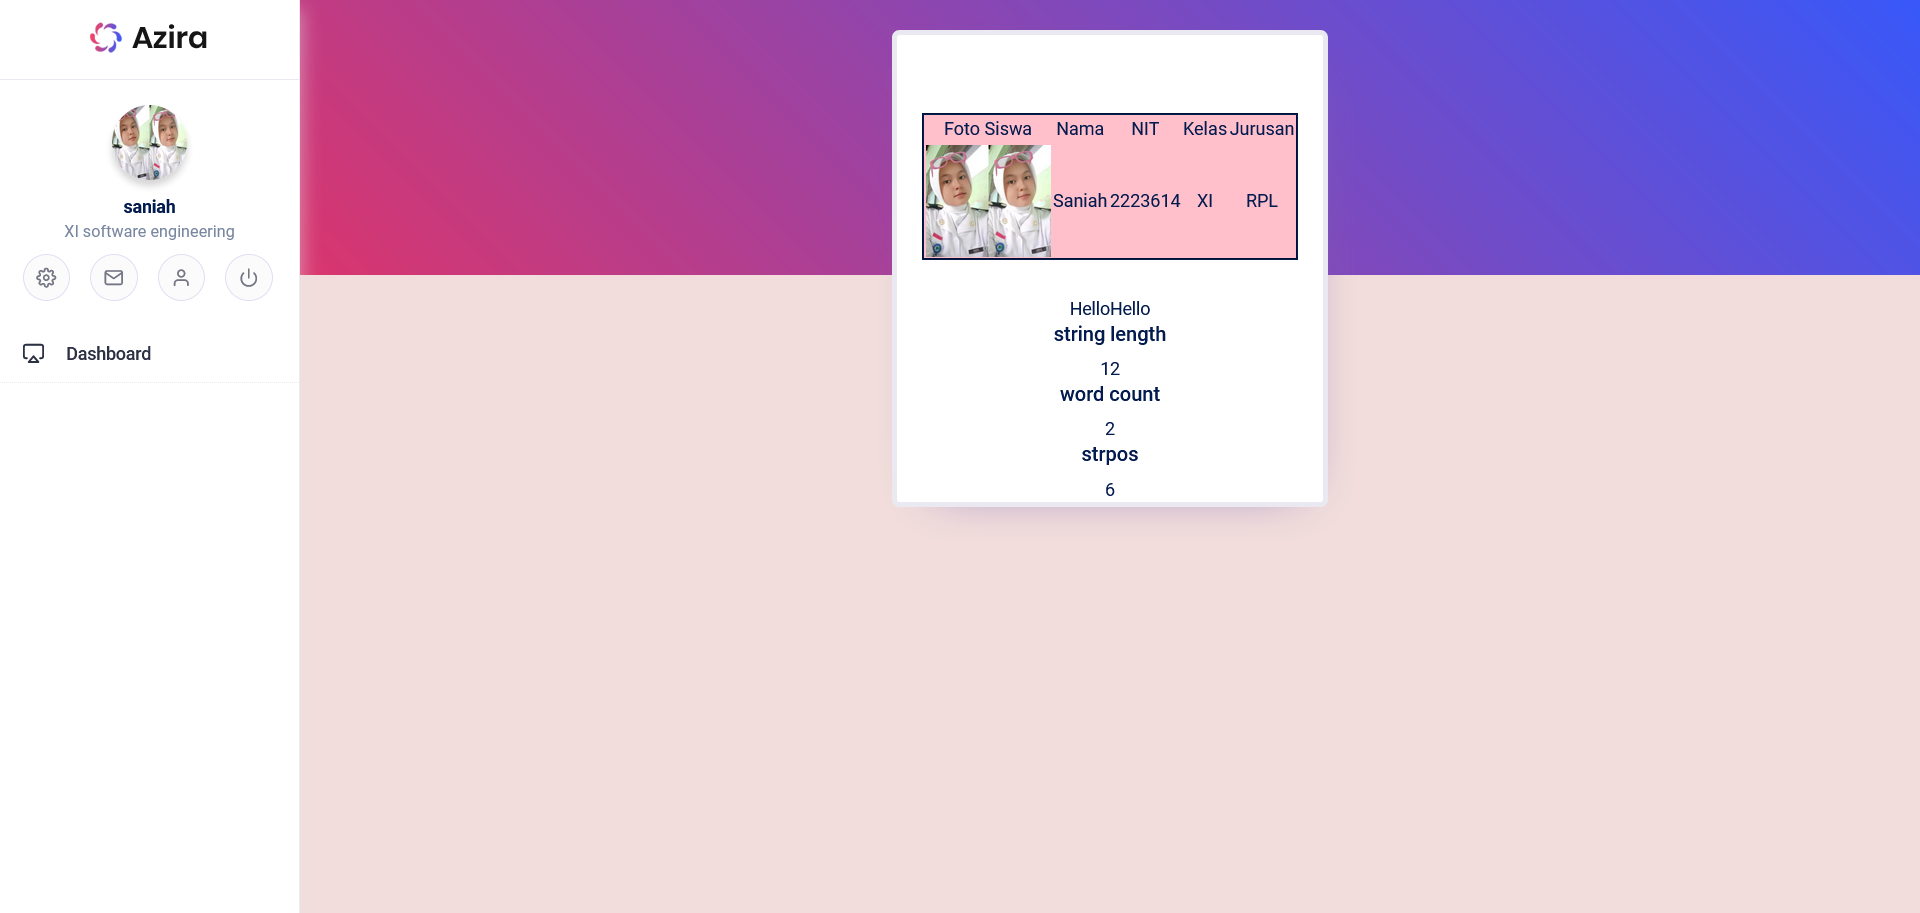 Azira
saniah
XI software engineering
Dashboard
Foto Siswa Nama NIT Kelas Jurusan
Saniah 2223614 XI RPL
HelloHello
string length
12
word count
2
strpos
6